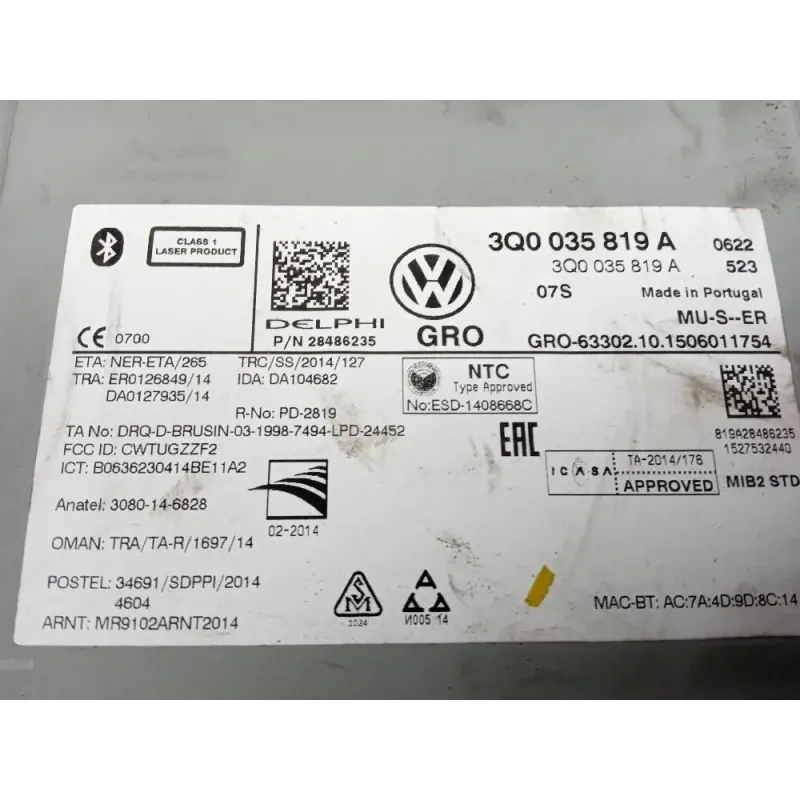 CLASS 1
LASER PRODUCT
3Q0 035 819 A 0622
3Q0 035 819 A 523
07S Made in Portugal
DELPHI
P/N 28486235
GRO
MU-S--ER
GRO-63302.10.1506011754
CE 0700
ETA: NER-ETA/265 TRC/SS/2014/127
TRA: ER0126849/14 IDA: DA104682
DA0127935/14
R-No: PD-2819
NTC
Type Approved
No:ESD-1408668C
TA No: DRQ-D-BRUSIN-03-1998-7494-LPD-24452
FCC ID: CWTUGZZF2
ICT: B0636230414BE11A2
EAC
819A28486235
1527532440
ICASA TA-2014/176
APPROVED
MIB2 STD
Anatel: 3080-14-6828
02-2014
OMAN: TRA/TA-R/1697/14
POSTEL: 34691/SDPPI/2014
4604
ARNT: MR9102ARNT2014
1024
И005 14
MAC-BT: AC:7A:4D:9D:8C:14